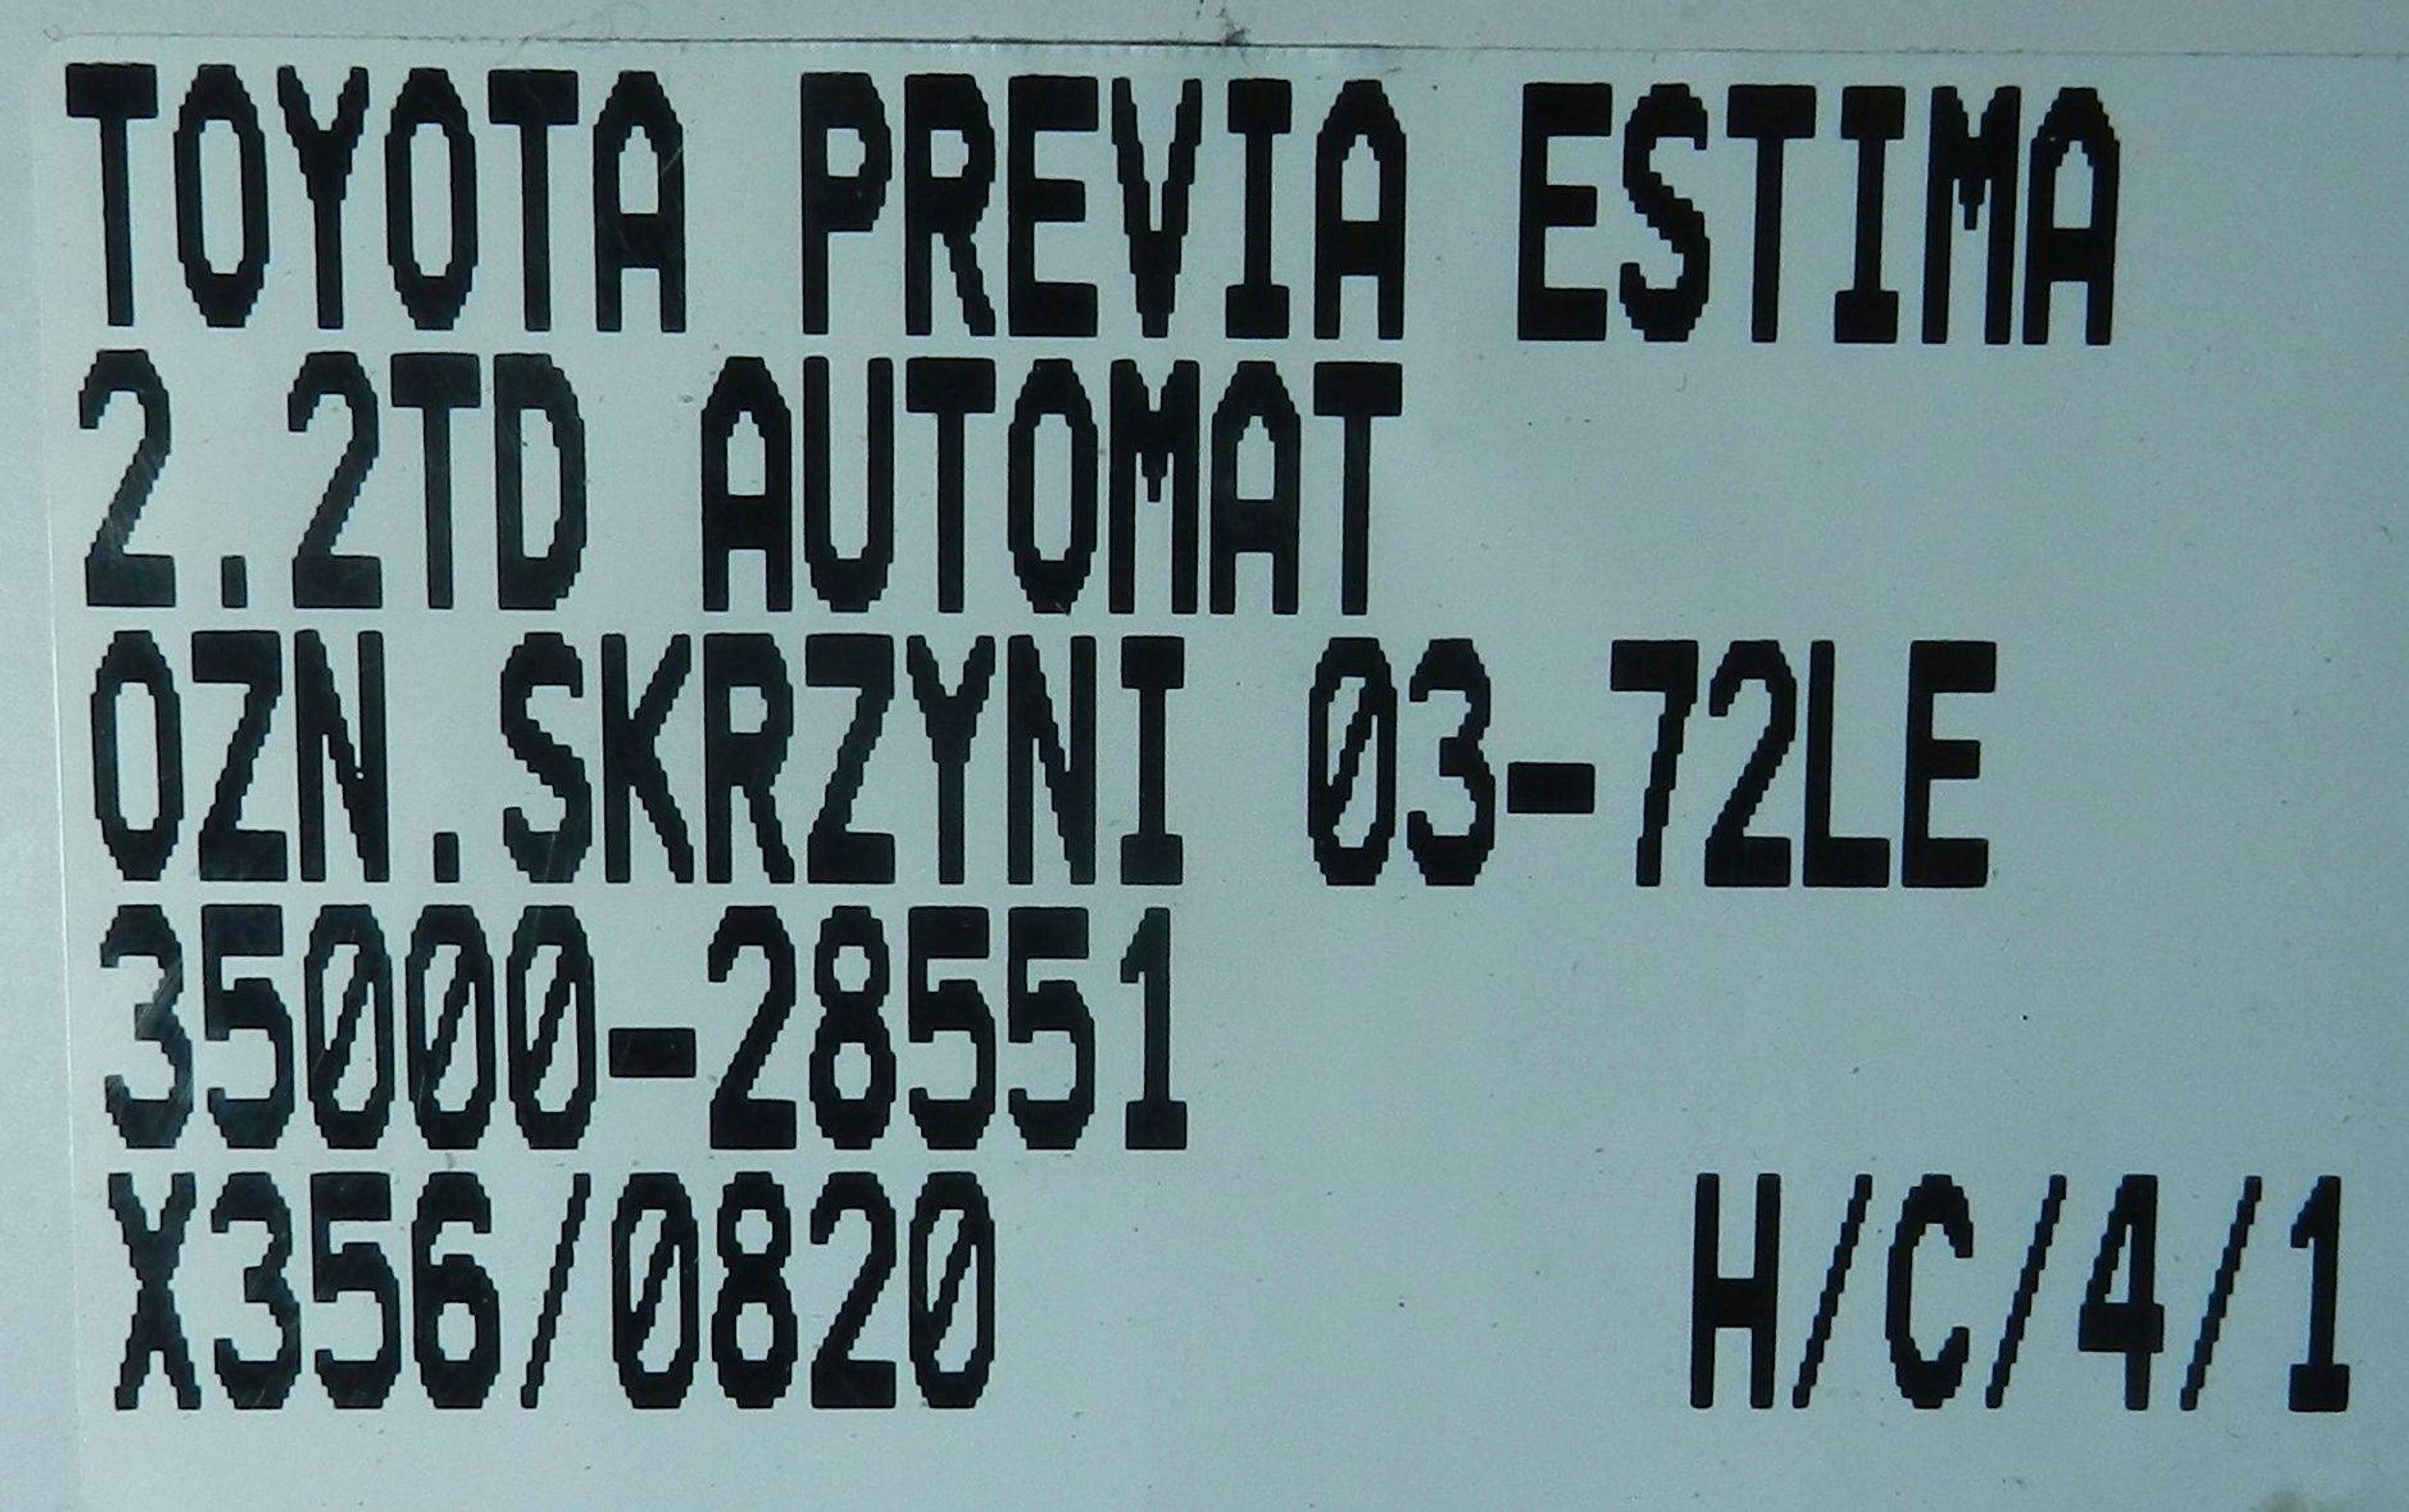 TOYOTA PREVIA ESTIMA
2.2TD AUTOMAT
OZN.SKRZYNI 03-72LE
35000-28551
X356/0820 H/C/4/1